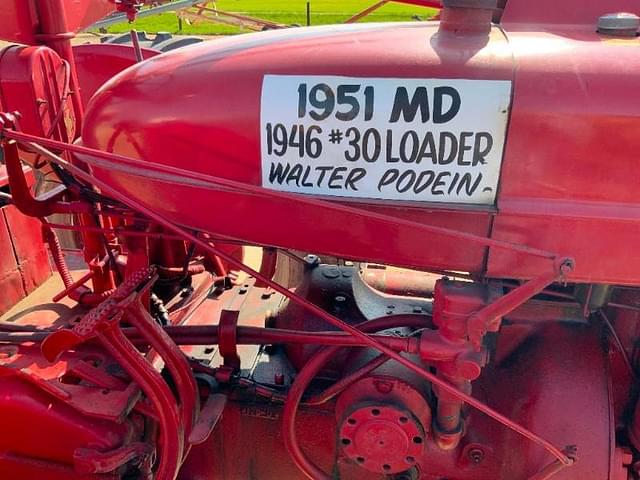 1951 MD
1946 #30 LOADER
WALTER PODEIN.